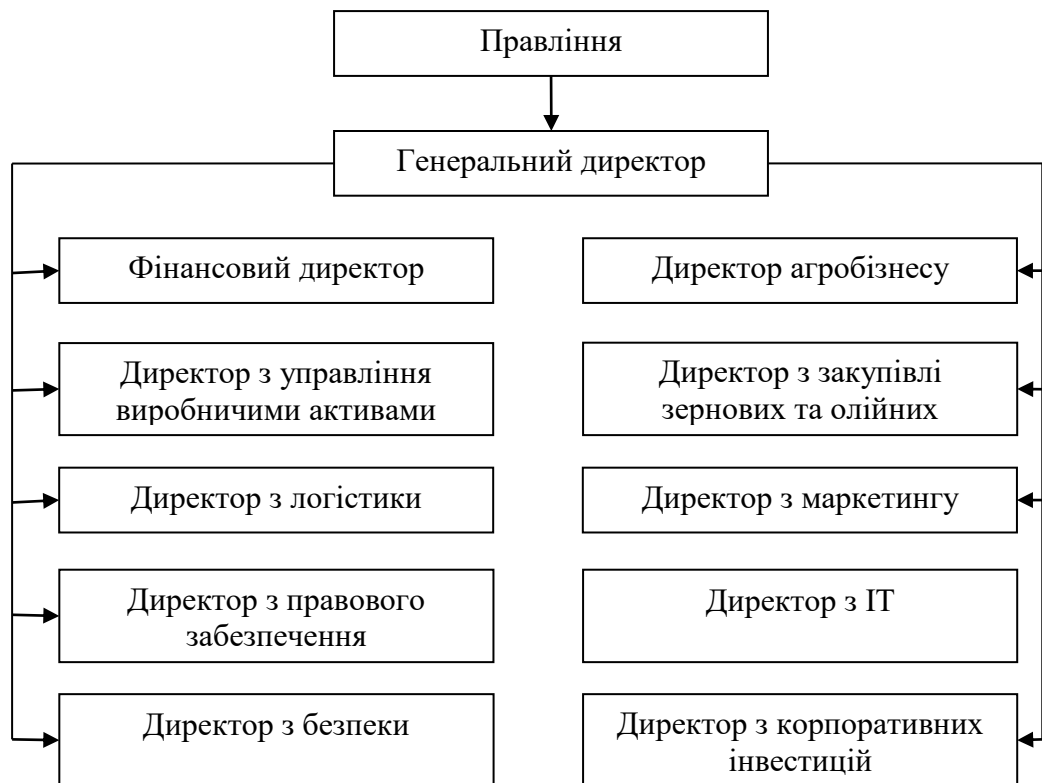 Правління
Генеральний директор
Фінансовий директор
Директор агробізнесу
Директор з управління
виробничими активами
Директор з закупівлі
зернових та олійних
Директор з логістики
Директор з маркетингу
Директор з правового
забезпечення
Директор з ІТ
Директор з безпеки
Директор з корпоративних
інвестицій